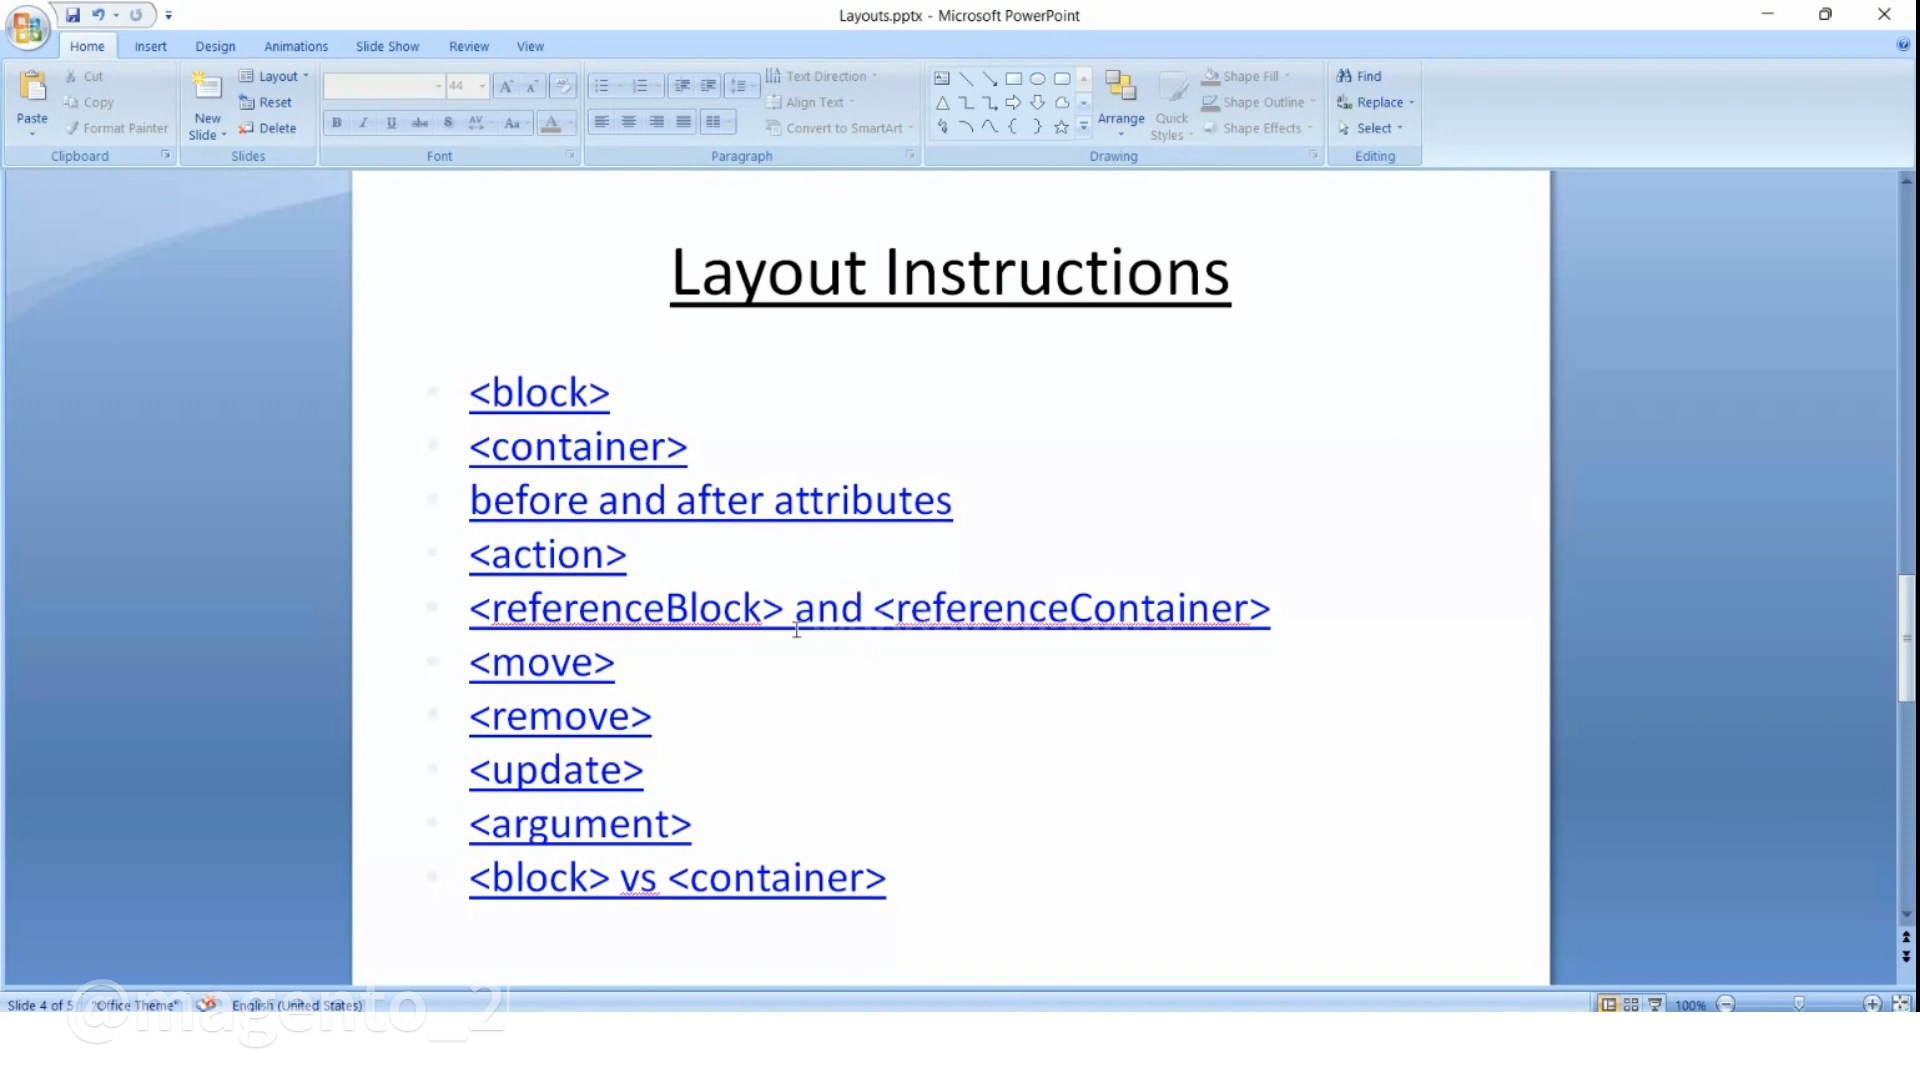 Layouts.pptx - Microsoft PowerPoint
Home Insert Design Animations Slide Show Review View
Paste
Cut
Copy
Format Painter
Clipboard
New Slide
Layout
Reset
Delete
Slides
44
Font
Text Direction
Align Text
Convert to SmartArt
Paragraph
Arrange
Quick Styles
Shape Fill
Shape Outline
Shape Effects
Drawing
Find
Replace
Select
Editing
Layout Instructions
<block>
<container>
before and after attributes
<action>
<referenceBlock> and <referenceContainer>
<move>
<remove>
<update>
<argument>
<block> vs <container>
Slide 4 of 5 "Office Theme" English (United States) 100%
@magento_2